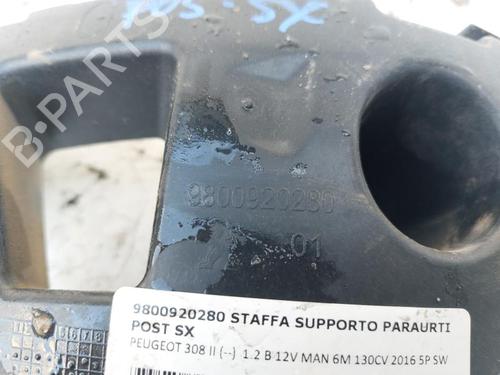 POS-SX
B-PARTS
9800920280
01
9800920280 STAFFA SUPPORTO PARAURTI
POST SX
PEUGEOT 308 II (--) 1.2 B 12V MAN 6M 130CV 2016 5P SW